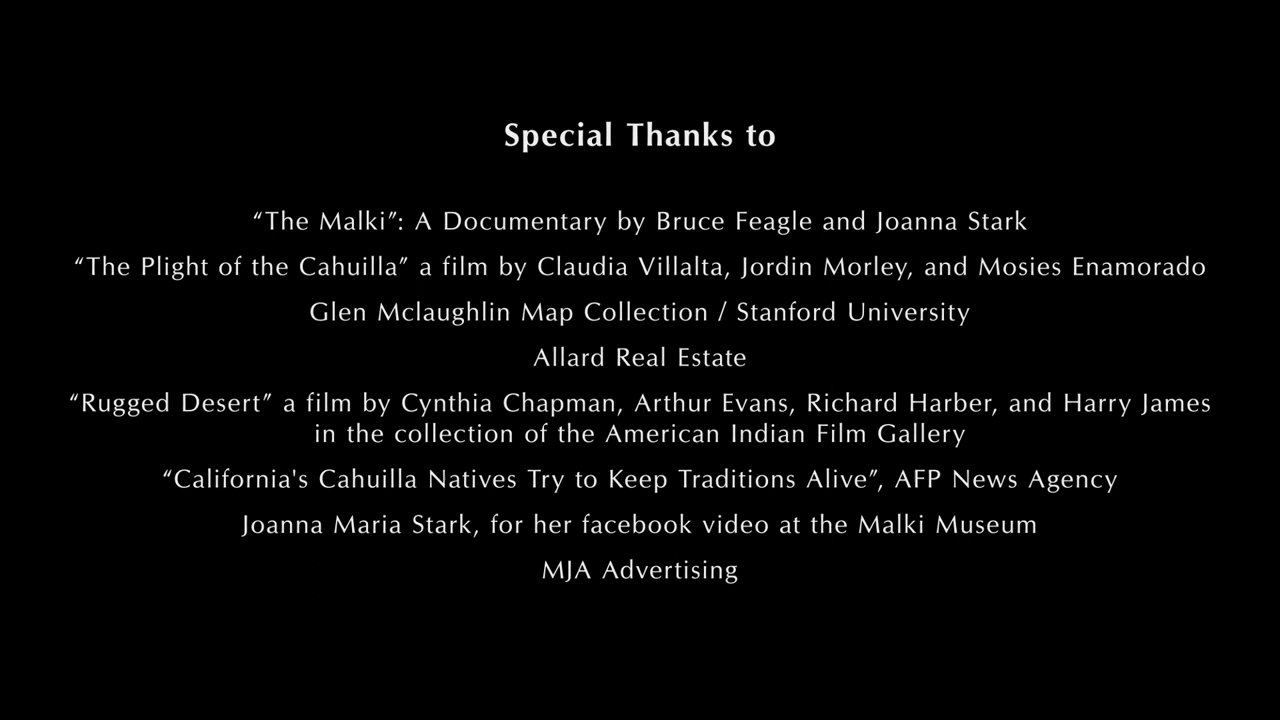 Special Thanks to
“The Malki”: A Documentary by Bruce Feagle and Joanna Stark
“The Plight of the Cahuilla” a film by Claudia Villalta, Jordin Morley, and Mosies Enamorado
Glen Mclaughlin Map Collection / Stanford University
Allard Real Estate
“Rugged Desert” a film by Cynthia Chapman, Arthur Evans, Richard Harber, and Harry James
in the collection of the American Indian Film Gallery
“California's Cahuilla Natives Try to Keep Traditions Alive”, AFP News Agency
Joanna Maria Stark, for her facebook video at the Malki Museum
MJA Advertising